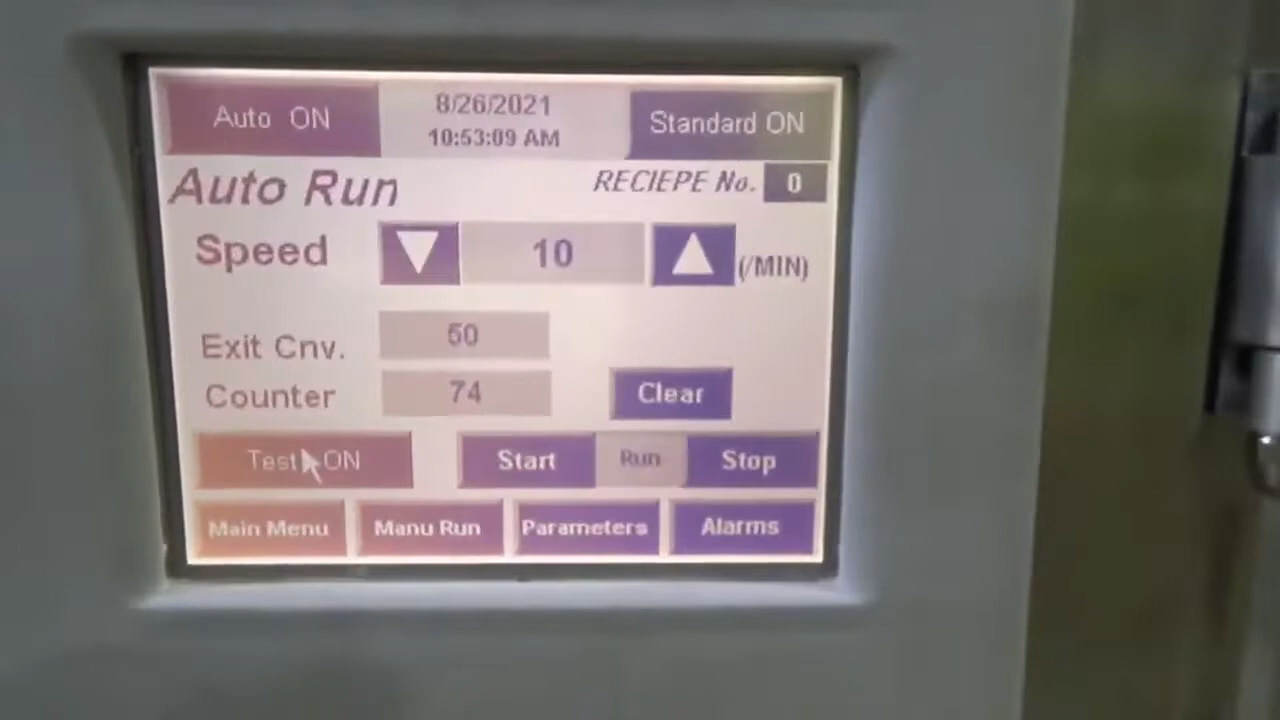 Auto ON
8/26/2021
10:53:09 AM
Standard ON
Auto Run
RECIEPE No. 0
Speed 10 (/MIN)
Exit Cnv. 50
Counter 74 Clear
Test ON Start Run Stop
Main Menu Manu Run Parameters Alarms